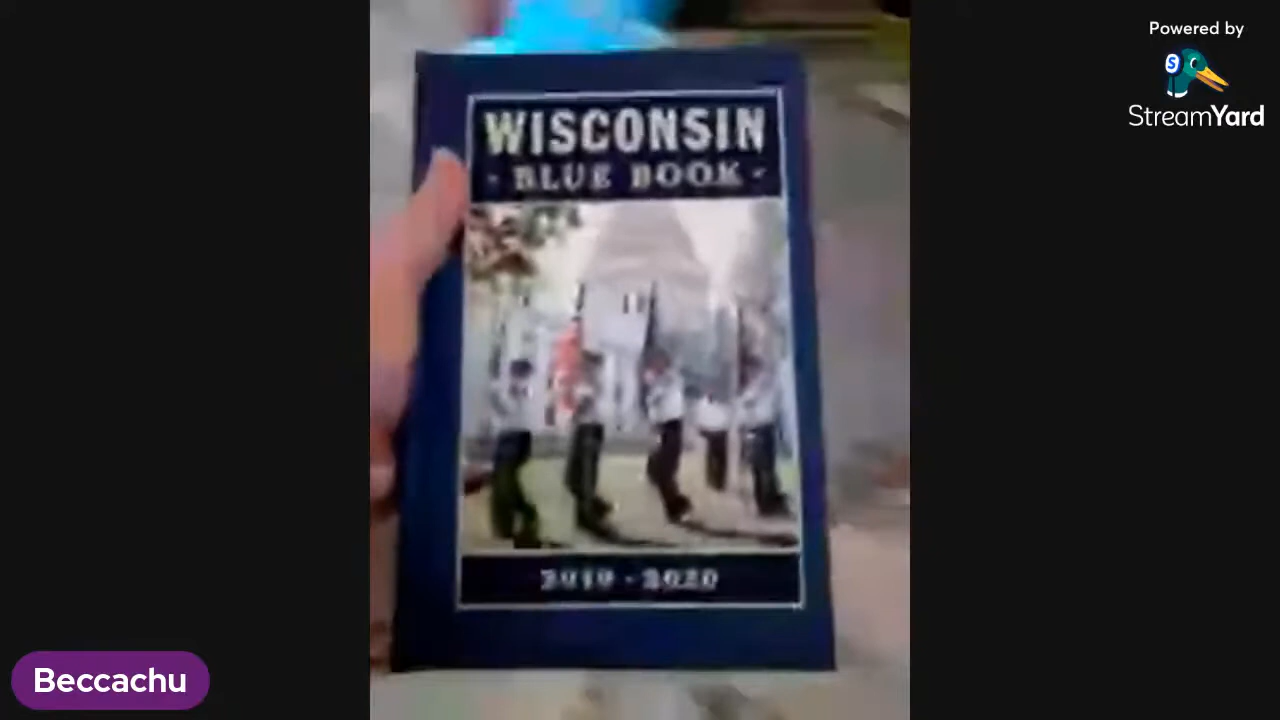 Powered by
StreamYard
WISCONSIN
- BLUE BOOK -
2019 - 2020
Beccachu